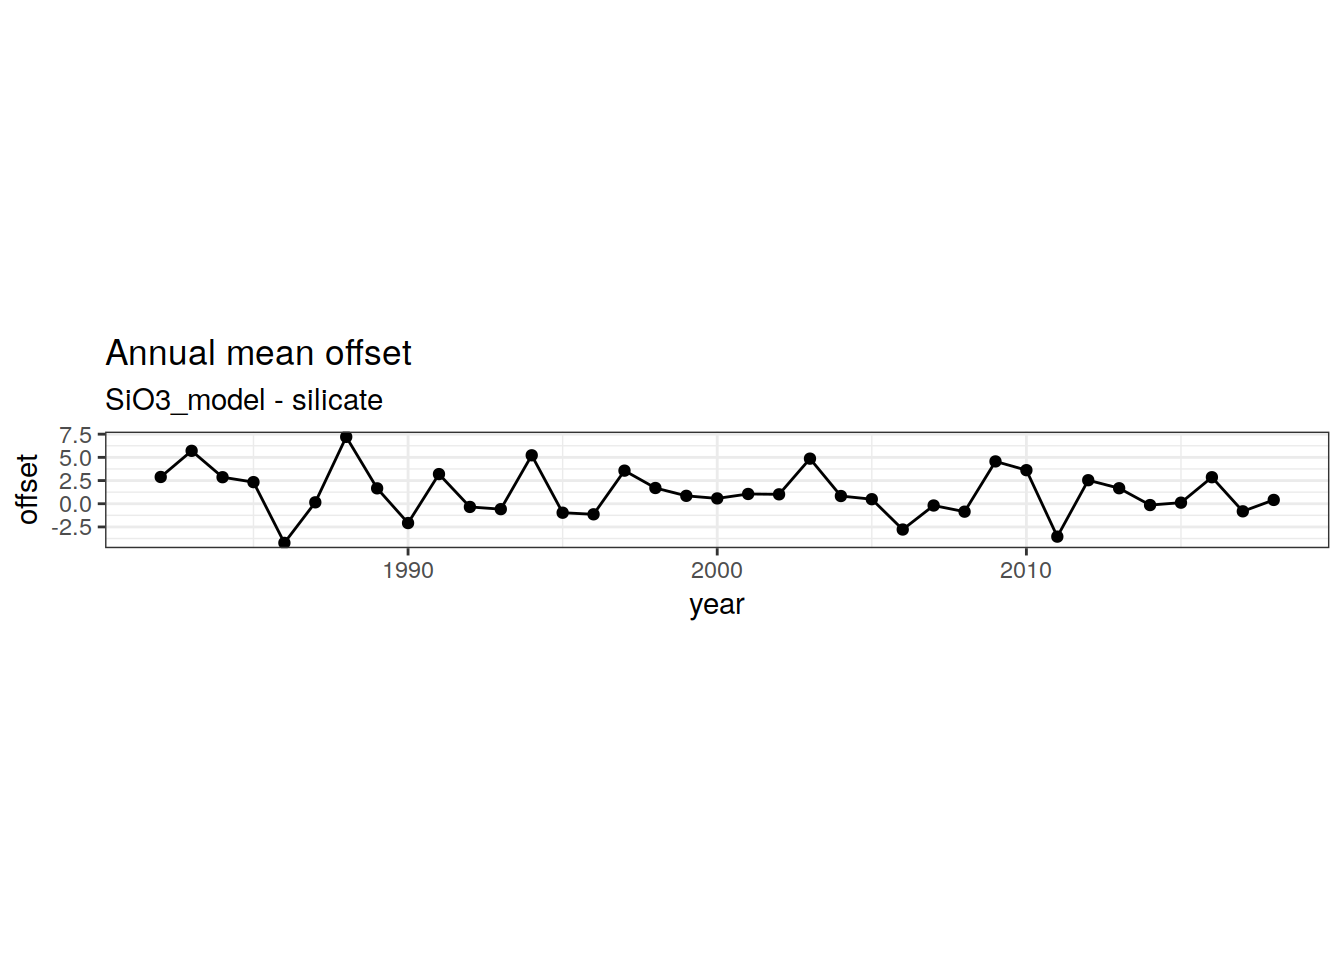 Annual mean offset
SiO3_model - silicate
7.5
5.0
2.5
0.0
-2.5
offset
1990 2000 2010
year